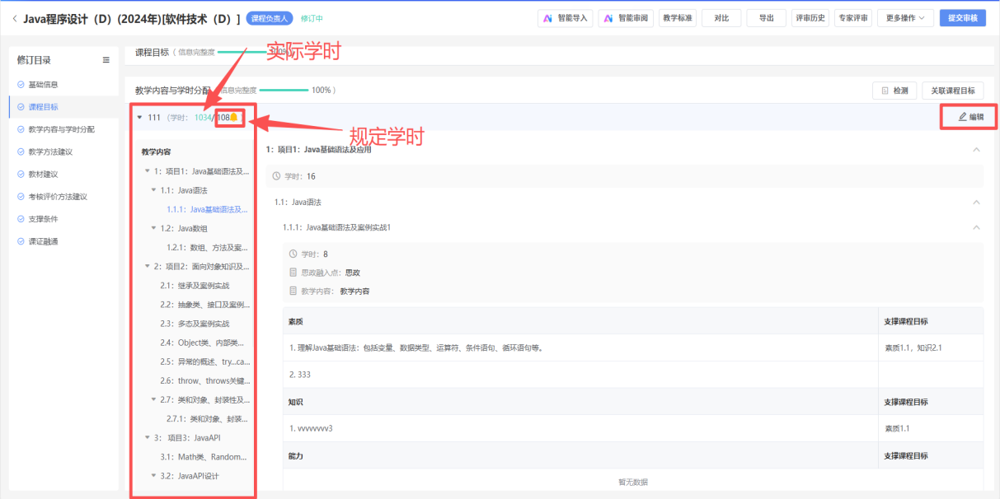 Java程序设计（D）(2024年)[软件技术（D）] 课程负责人 修订中 智能导入 智能审阅 教学标准 对比 导出 评审历史 专家评审 更多操作 提交审核
修订目录
基础信息
课程目标
教学内容与学时分配
教学方法建议
教材建议
考核评价方法建议
支撑条件
课证融通
课程目标（ 信息完整度 100%
实际学时
教学内容与学时分配 信息完整度 100% ） 检测 关联课程目标
111 （学时： 1034/108 编辑
规定学时
教学内容
1：项目1：Java基础语法及...
1.1：Java语法
1.1.1：Java基础语法及...
1.2：Java数组
1.2.1：数组、方法及案...
2：项目2：面向对象知识及...
2.1：继承及案例实战
2.2：抽象类、接口及案例...
2.3：多态及案例实战
2.4：Object类、内部类...
2.5：异常的概述、try...ca...
2.6：throw、throws关键...
2.7：类和对象、封装性及...
2.7.1：类和对象、封装...
3： 项目3：JavaAPI
3.1：Math类、Random...
3.2：JavaAPI设计
1：项目1：Java基础语法及应用
学时：16
1.1：Java语法
1.1.1：Java基础语法及案例实战1
学时：8
思政融入点：思政
教学内容： 教学内容
素质 支撑课程目标
1. 理解Java基础语法：包括变量、数据类型、运算符、条件语句、循环语句等。 素质1.1，知识2.1
2. 333
知识 支撑课程目标
1. vvvvvvvv3 素质1.1
能力 支撑课程目标
暂无数据